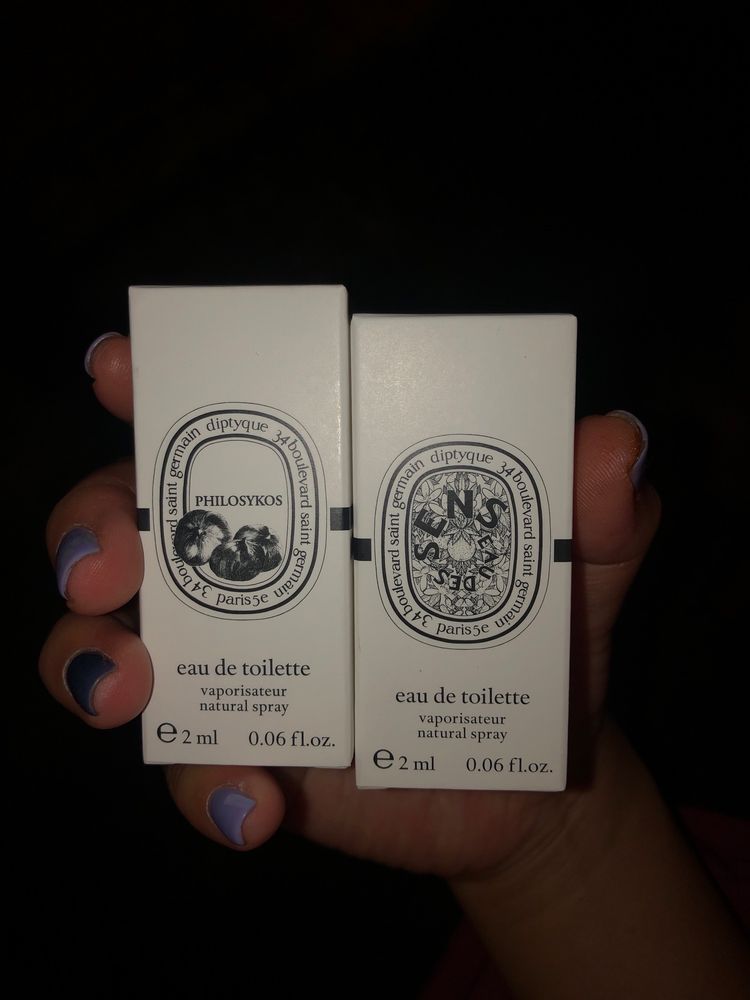 34 boulevard saint germain diptyque 34 boulevard saint germain
paris 5e
PHILOSYKOS
eau de toilette
vaporisateur
natural spray
e 2 ml 0.06 fl.oz.
34 boulevard saint germain diptyque 34 boulevard saint germain
paris 5e
EAU DES SENS
eau de toilette
vaporisateur
natural spray
e 2 ml 0.06 fl.oz.